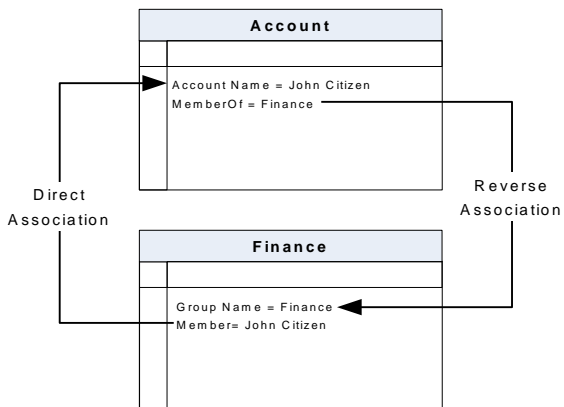 Account
Account Name = John Citizen
MemberOf = Finance
Direct
Association
Reverse
Association
Finance
Group Name = Finance
Member= John Citizen